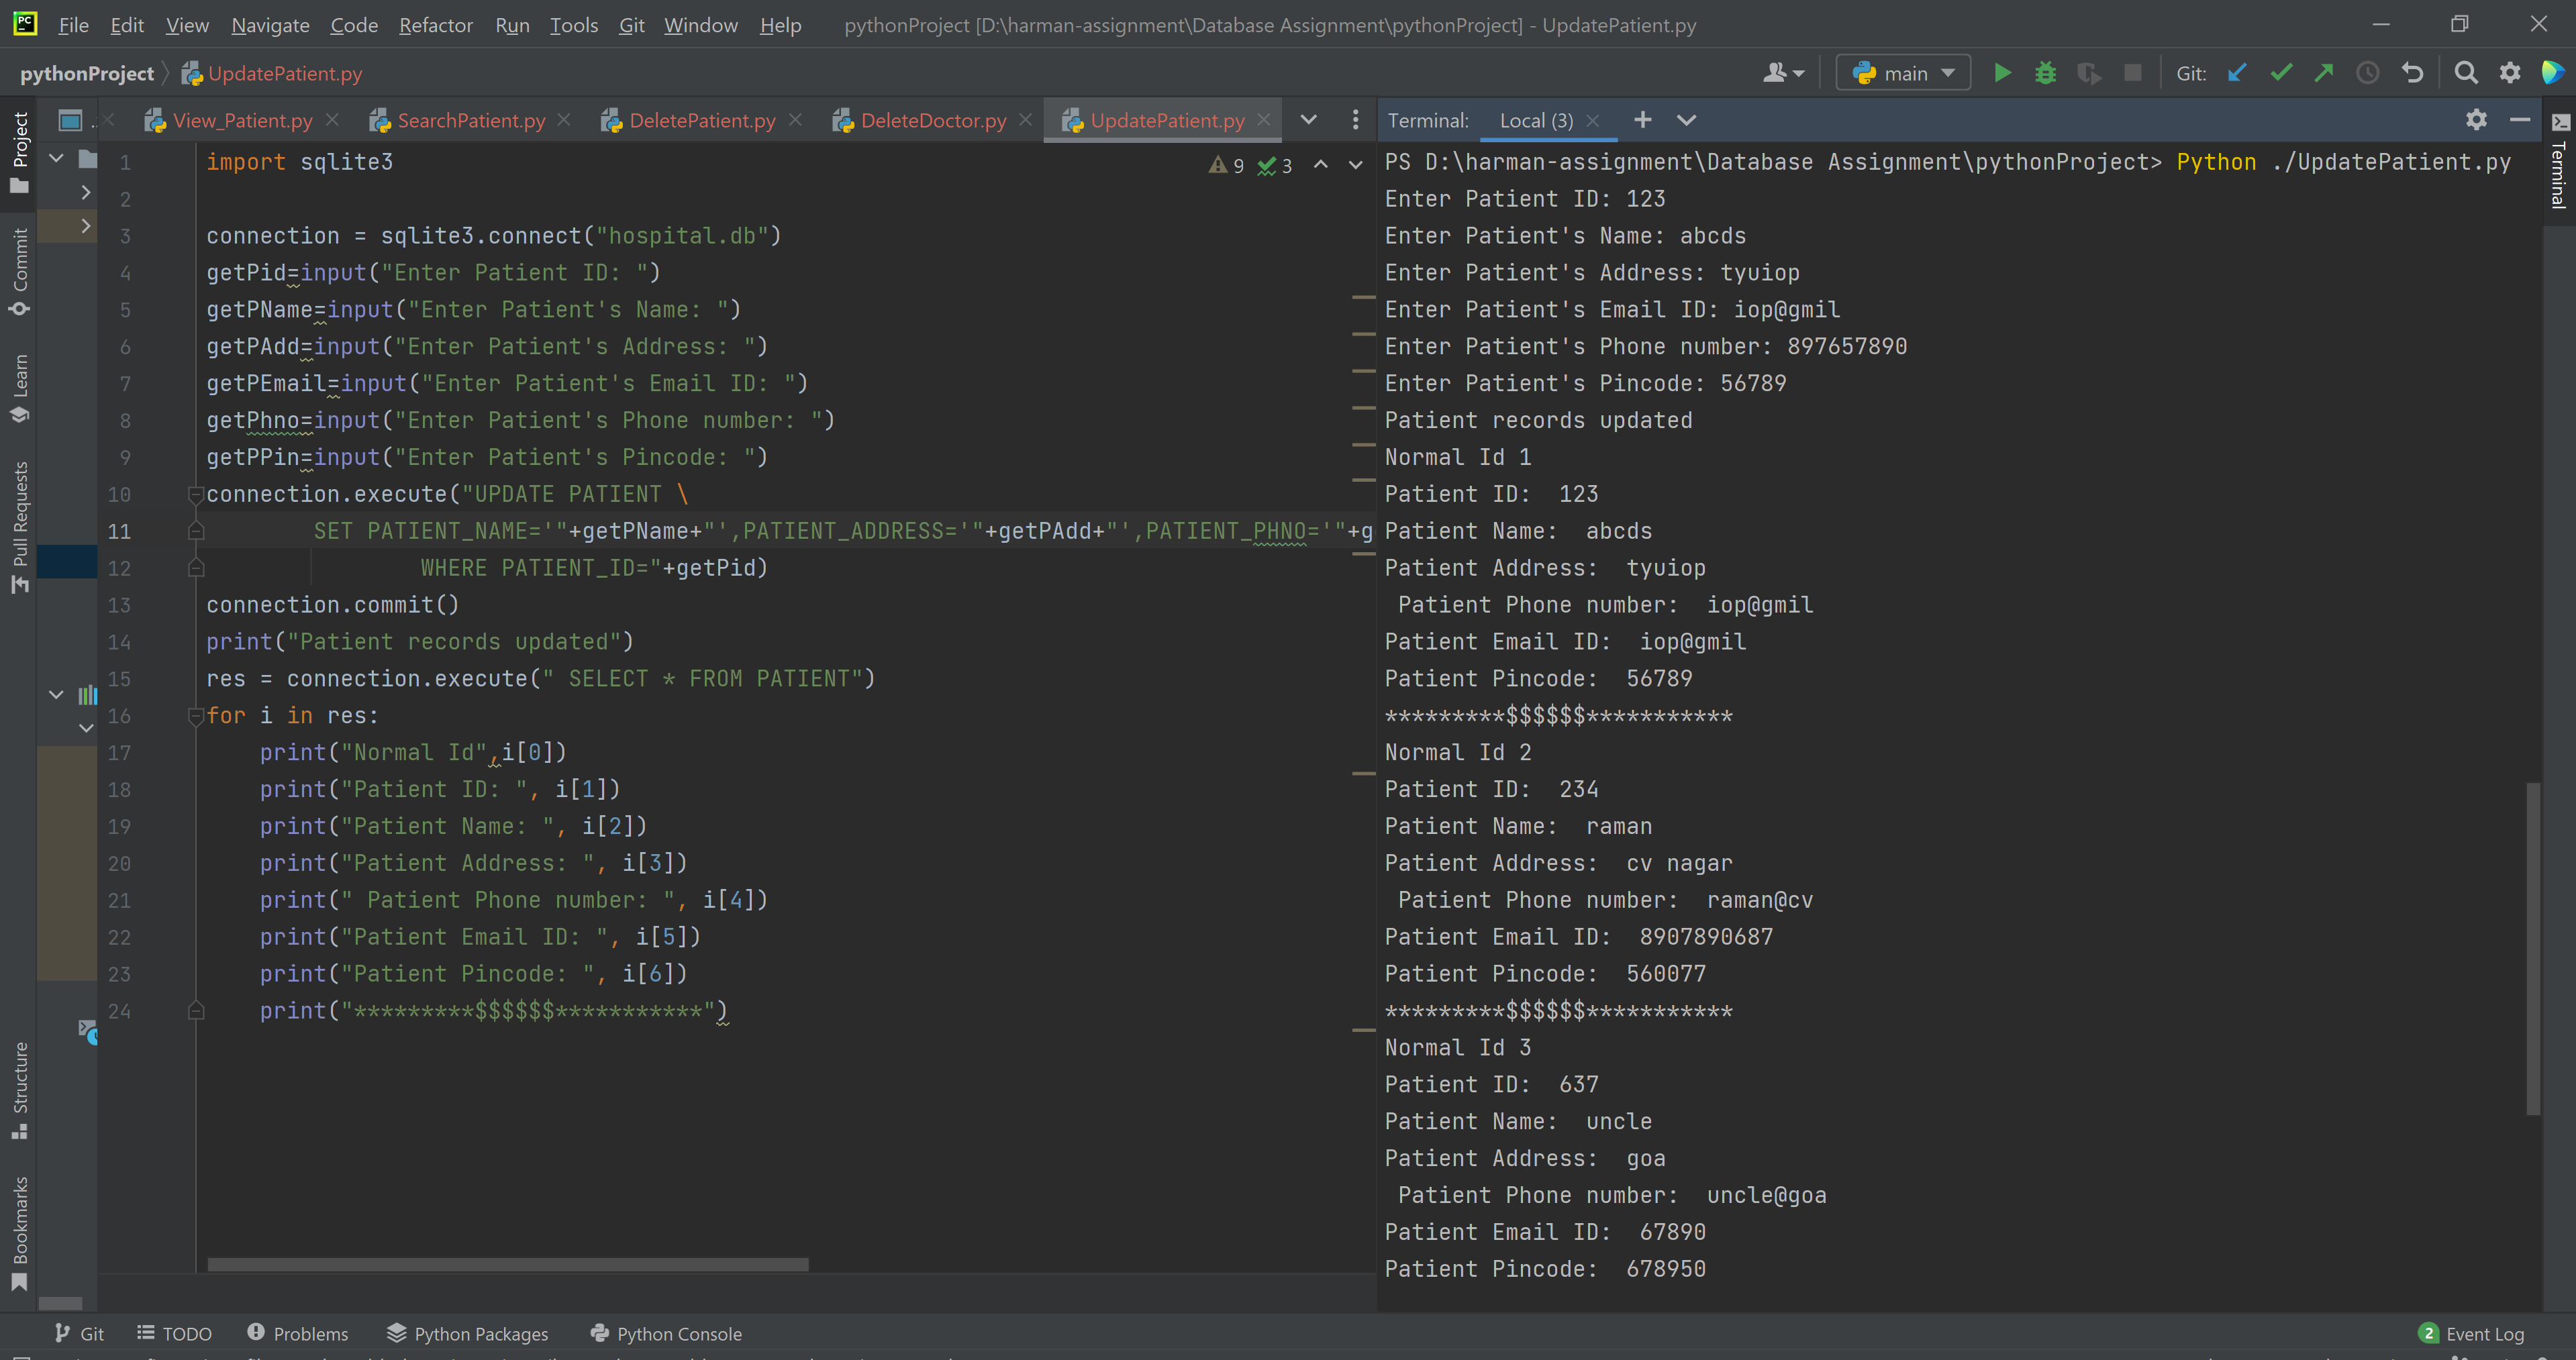 File Edit View Navigate Code Refactor Run Tools Git Window Help pythonProject [D:\harman-assignment\Database Assignment\pythonProject] - UpdatePatient.py
pythonProject UpdatePatient.py main Git:
View_Patient.py SearchPatient.py DeletePatient.py DeleteDoctor.py UpdatePatient.py
9 3
Project
Commit
Learn
Pull Requests
Structure
Bookmarks
1 import sqlite3
2
3 connection = sqlite3.connect("hospital.db")
4 getPid=input("Enter Patient ID: ")
5 getPName=input("Enter Patient's Name: ")
6 getPAdd=input("Enter Patient's Address: ")
7 getPEmail=input("Enter Patient's Email ID: ")
8 getPhno=input("Enter Patient's Phone number: ")
9 getPPin=input("Enter Patient's Pincode: ")
10 connection.execute("UPDATE PATIENT \
11 SET PATIENT_NAME='"+getPName+"',PATIENT_ADDRESS='"+getPAdd+"',PATIENT_PHNO='"+g
12 WHERE PATIENT_ID="+getPid)
13 connection.commit()
14 print("Patient records updated")
15 res = connection.execute(" SELECT * FROM PATIENT")
16 for i in res:
17 print("Normal Id",i[0])
18 print("Patient ID: ", i[1])
19 print("Patient Name: ", i[2])
20 print("Patient Address: ", i[3])
21 print(" Patient Phone number: ", i[4])
22 print("Patient Email ID: ", i[5])
23 print("Patient Pincode: ", i[6])
24 print("*********$$$$$$***********")
Terminal: Local (3)
PS D:\harman-assignment\Database Assignment\pythonProject> Python ./UpdatePatient.py
Enter Patient ID: 123
Enter Patient's Name: abcds
Enter Patient's Address: tyuiop
Enter Patient's Email ID: iop@gmil
Enter Patient's Phone number: 897657890
Enter Patient's Pincode: 56789
Patient records updated
Normal Id 1
Patient ID:  123
Patient Name:  abcds
Patient Address:  tyuiop
 Patient Phone number:  iop@gmil
Patient Email ID:  iop@gmil
Patient Pincode:  56789
*********$$$$$$***********
Normal Id 2
Patient ID:  234
Patient Name:  raman
Patient Address:  cv nagar
 Patient Phone number:  raman@cv
Patient Email ID:  8907890687
Patient Pincode:  560077
*********$$$$$$***********
Normal Id 3
Patient ID:  637
Patient Name:  uncle
Patient Address:  goa
 Patient Phone number:  uncle@goa
Patient Email ID:  67890
Patient Pincode:  678950
Terminal
Git TODO Problems Python Packages Python Console 2 Event Log